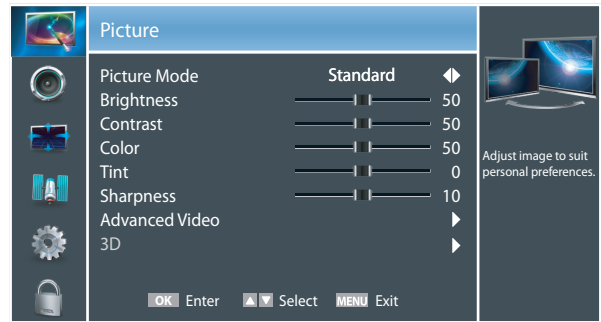 Picture
Picture Mode Standard
Brightness 50
Contrast 50
Color 50
Tint 0
Sharpness 10
Advanced Video
3D
OK Enter ▲ ▼ Select MENU Exit
Adjust image to suit
personal preferences.